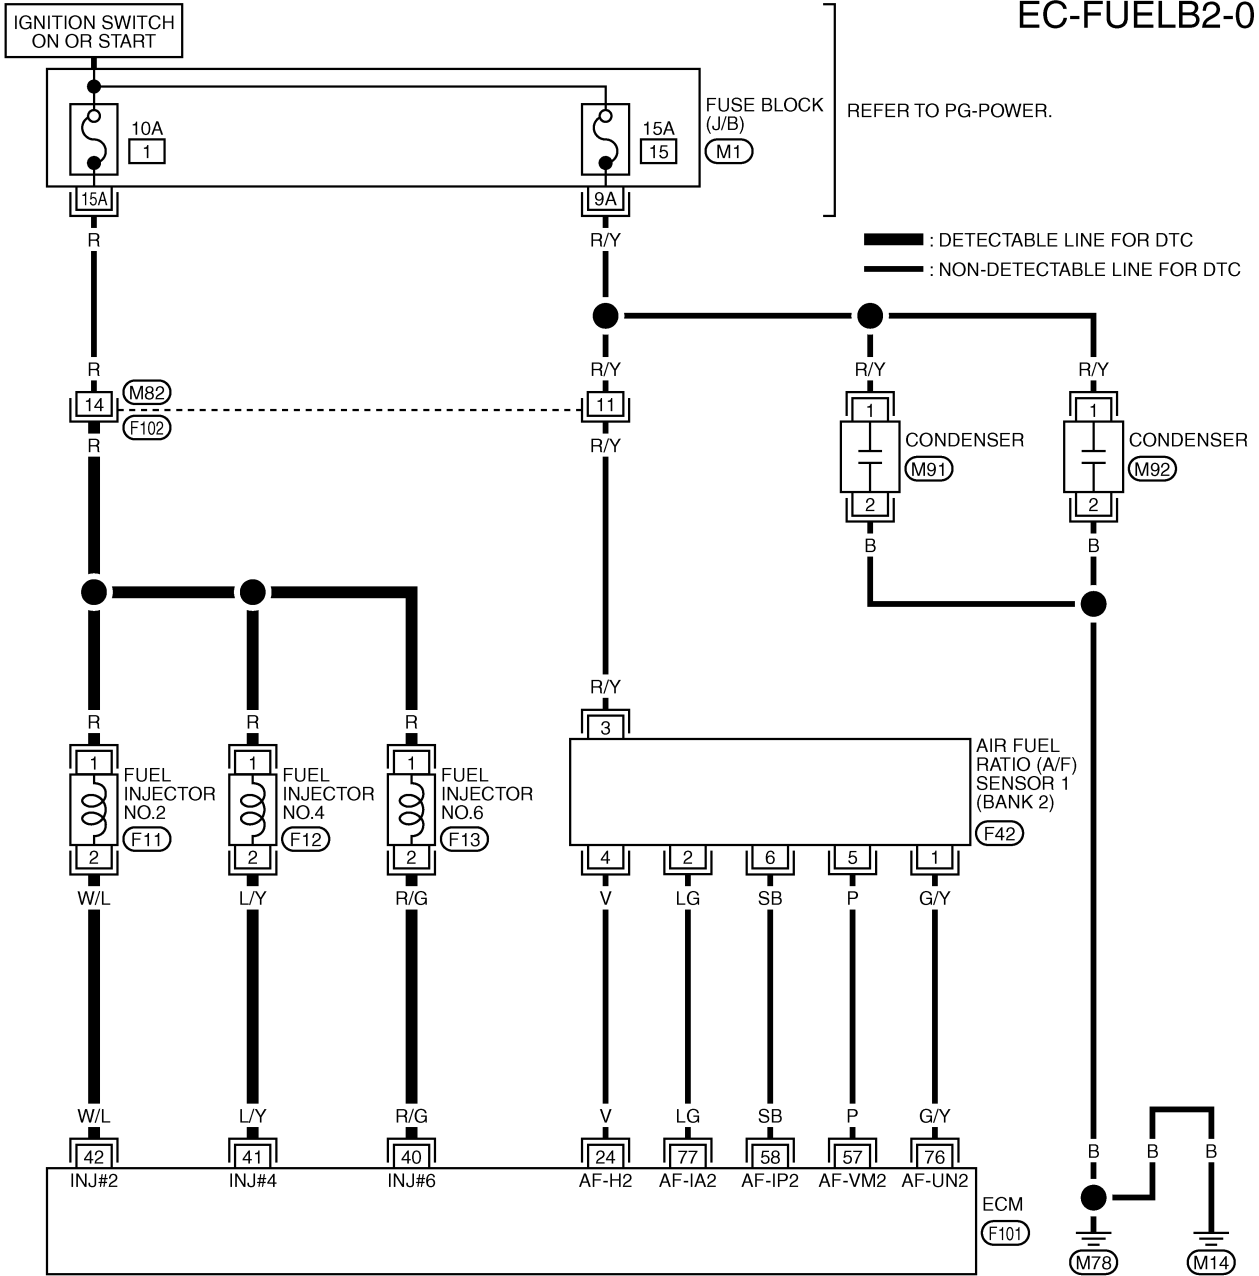 EC-FUELB2-0
IGNITION SWITCH
ON OR START
10A
1
15A
15
FUSE BLOCK
(J/B)
M1
REFER TO PG-POWER.
15A
9A
R
R/Y
: DETECTABLE LINE FOR DTC
: NON-DETECTABLE LINE FOR DTC
R
R/Y
R/Y
R/Y
14
M82
F102
11
1
1
R
R/Y
CONDENSER
M91
CONDENSER
M92
2
2
B
B
R/Y
R
R
R
3
1
1
1
FUEL
INJECTOR
NO.2
F11
FUEL
INJECTOR
NO.4
F12
FUEL
INJECTOR
NO.6
F13
AIR FUEL
RATIO (A/F)
SENSOR 1
(BANK 2)
F42
2
2
2
4
2
6
5
1
W/L
L/Y
R/G
V
LG
SB
P
G/Y
W/L
L/Y
R/G
V
LG
SB
P
G/Y
B
B
B
42
41
40
24
77
58
57
76
INJ#2
INJ#4
INJ#6
AF-H2
AF-IA2
AF-IP2
AF-VM2
AF-UN2
ECM
F101
M78
M14